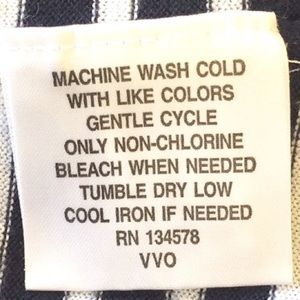 MACHINE WASH COLD
WITH LIKE COLORS
GENTLE CYCLE
ONLY NON-CHLORINE
BLEACH WHEN NEEDED
TUMBLE DRY LOW
COOL IRON IF NEEDED
RN 134578
VVO